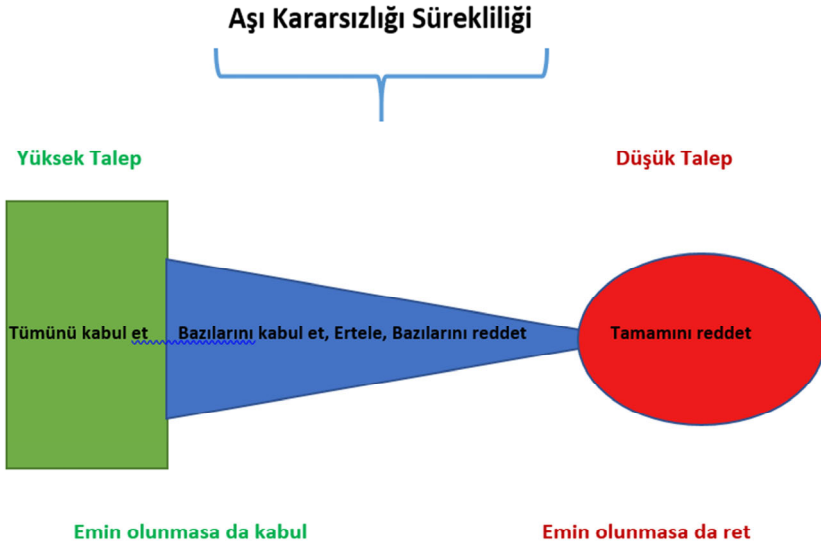 Aşı Kararsızlığı Sürekliliği
Yüksek Talep
Düşük Talep
Tümünü kabul et
Bazılarını kabul et, Ertele, Bazılarını reddet
Tamamını reddet
Emin olunmasa da kabul
Emin olunmasa da ret